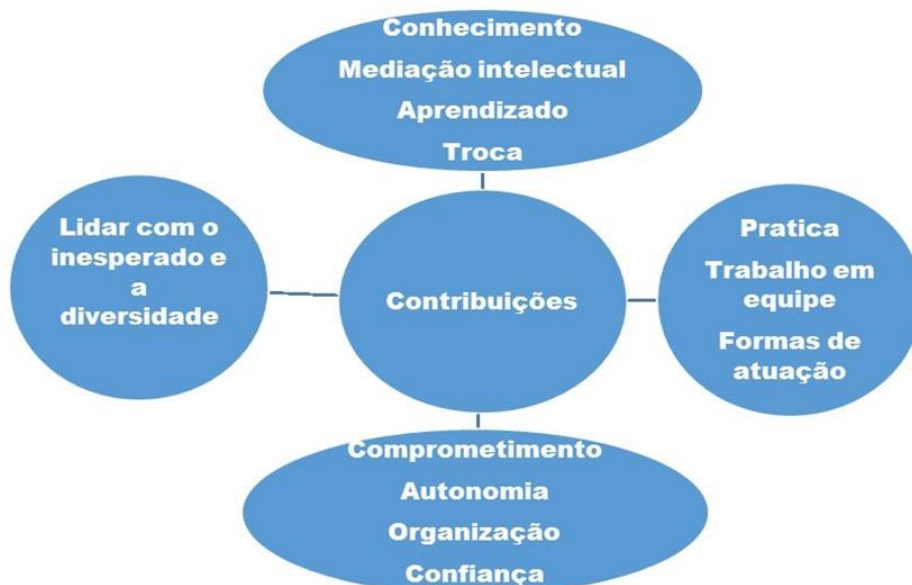 Conhecimento
Mediação intelectual
Aprendizado
Troca
Lidar com o
inesperado e
a
diversidade
Contribuições
Pratica
Trabalho em
equipe
Formas de
atuação
Comprometimento
Autonomia
Organização
Confiança